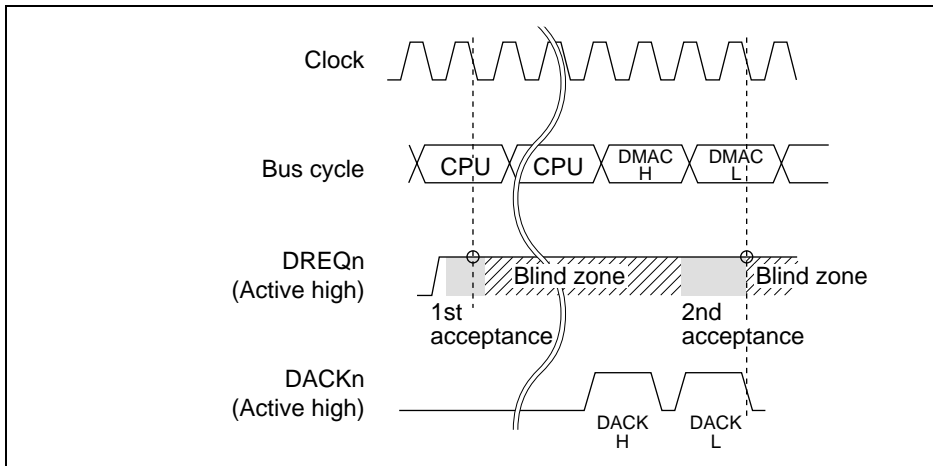 Clock
Bus cycle
CPU
CPU
DMAC
H
DMAC
L
DREQn
(Active high)
Blind zone
Blind zone
1st
acceptance
2nd
acceptance
DACKn
(Active high)
DACK
H
DACK
L